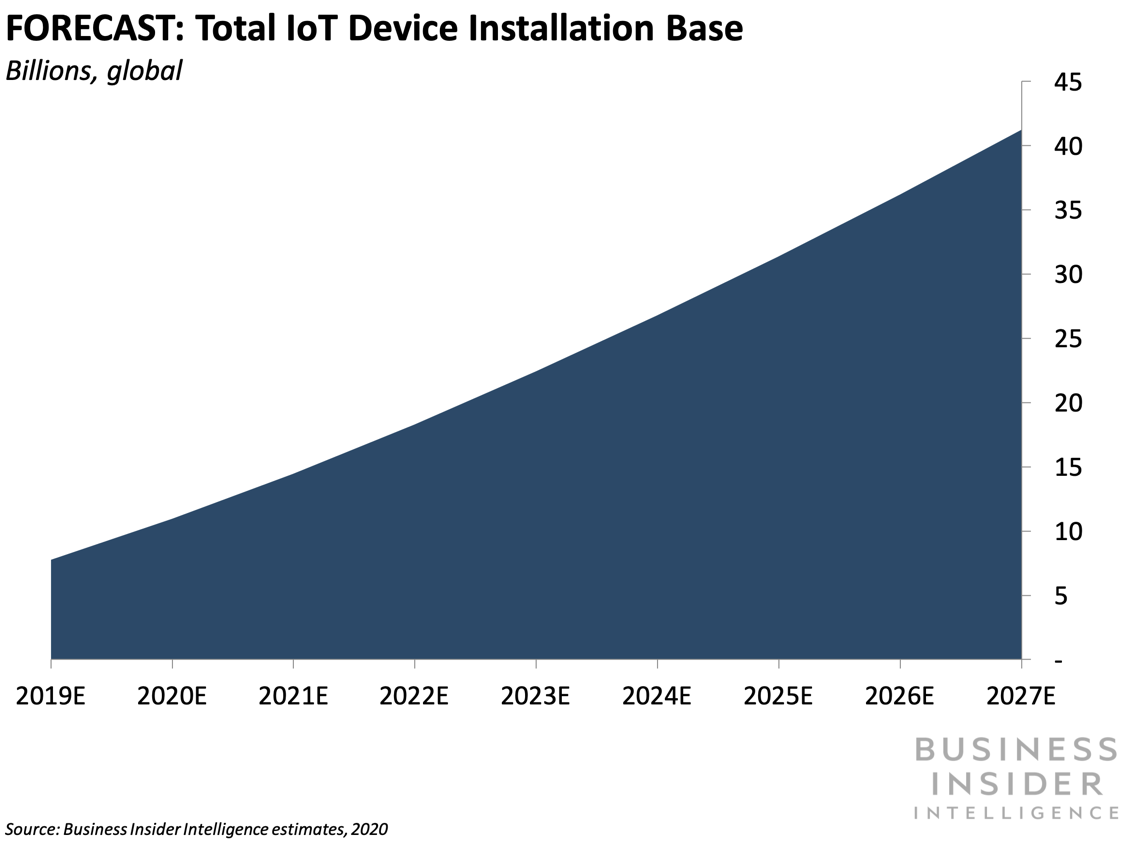 FORECAST: Total IoT Device Installation Base
Billions, global
45
40
35
30
25
20
15
10
5
-
2019E 2020E 2021E 2022E 2023E 2024E 2025E 2026E 2027E
BUSINESS
INSIDER
INTELLIGENCE
Source: Business Insider Intelligence estimates, 2020